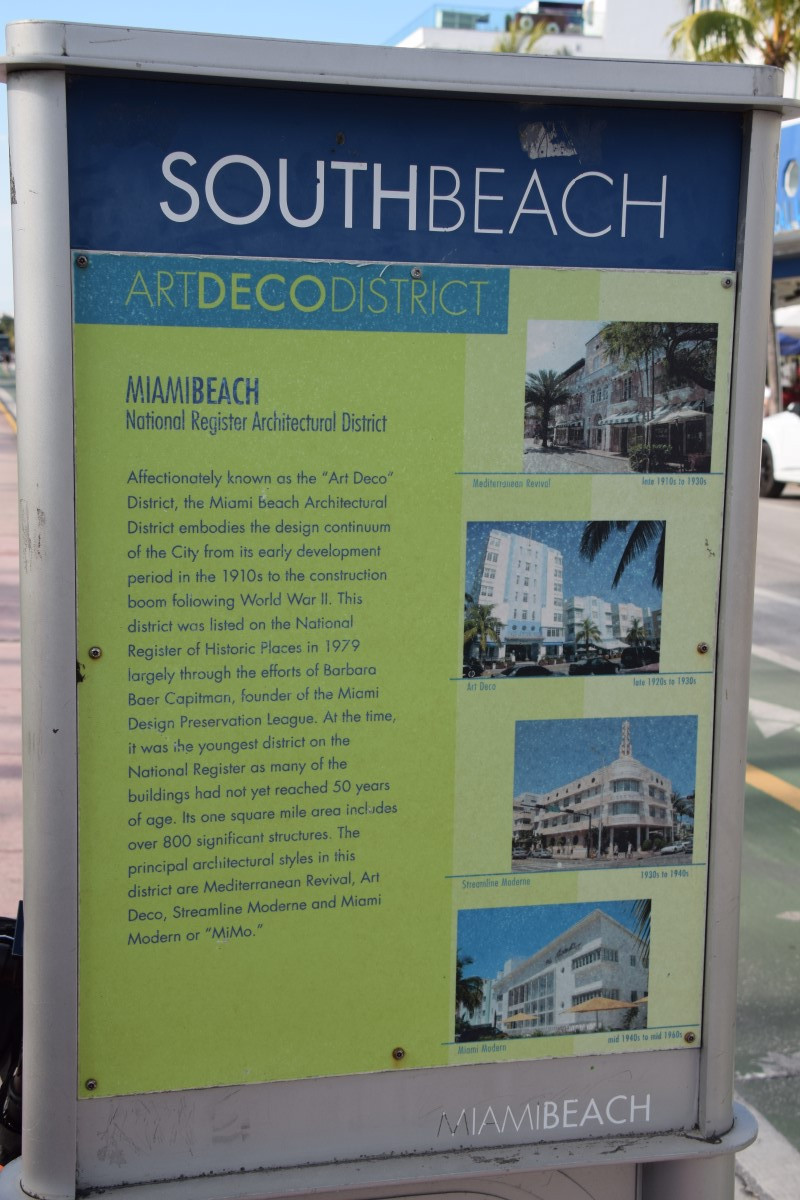 SOUTHBEACH
ARTDECODISTRICT
MIAMIBEACH
National Register Architectural District
Affectionately known as the "Art Deco"
District, the Miami Beach Architectural
District embodies the design continuum
of the City from its early development
period in the 1910s to the construction
boom following World War II. This
district was listed on the National
Register of Historic Places in 1979
largely through the efforts of Barbara
Baer Capitman, founder of the Miami
Design Preservation League. At the time,
it was the youngest district on the
National Register as many of the
buildings had not yet reached 50 years
of age. Its one square mile area includes
over 800 significant structures. The
principal architectural styles in this
district are Mediterranean Revival, Art
Deco, Streamline Moderne and Miami
Modern or "MiMo."
Mediterranean Revival late 1910s to 1930s
Art Deco late 1920s to 1930s
Streamline Moderne 1930s to 1940s
Miami Modern mid 1940s to mid 1960s
MIAMIBEACH